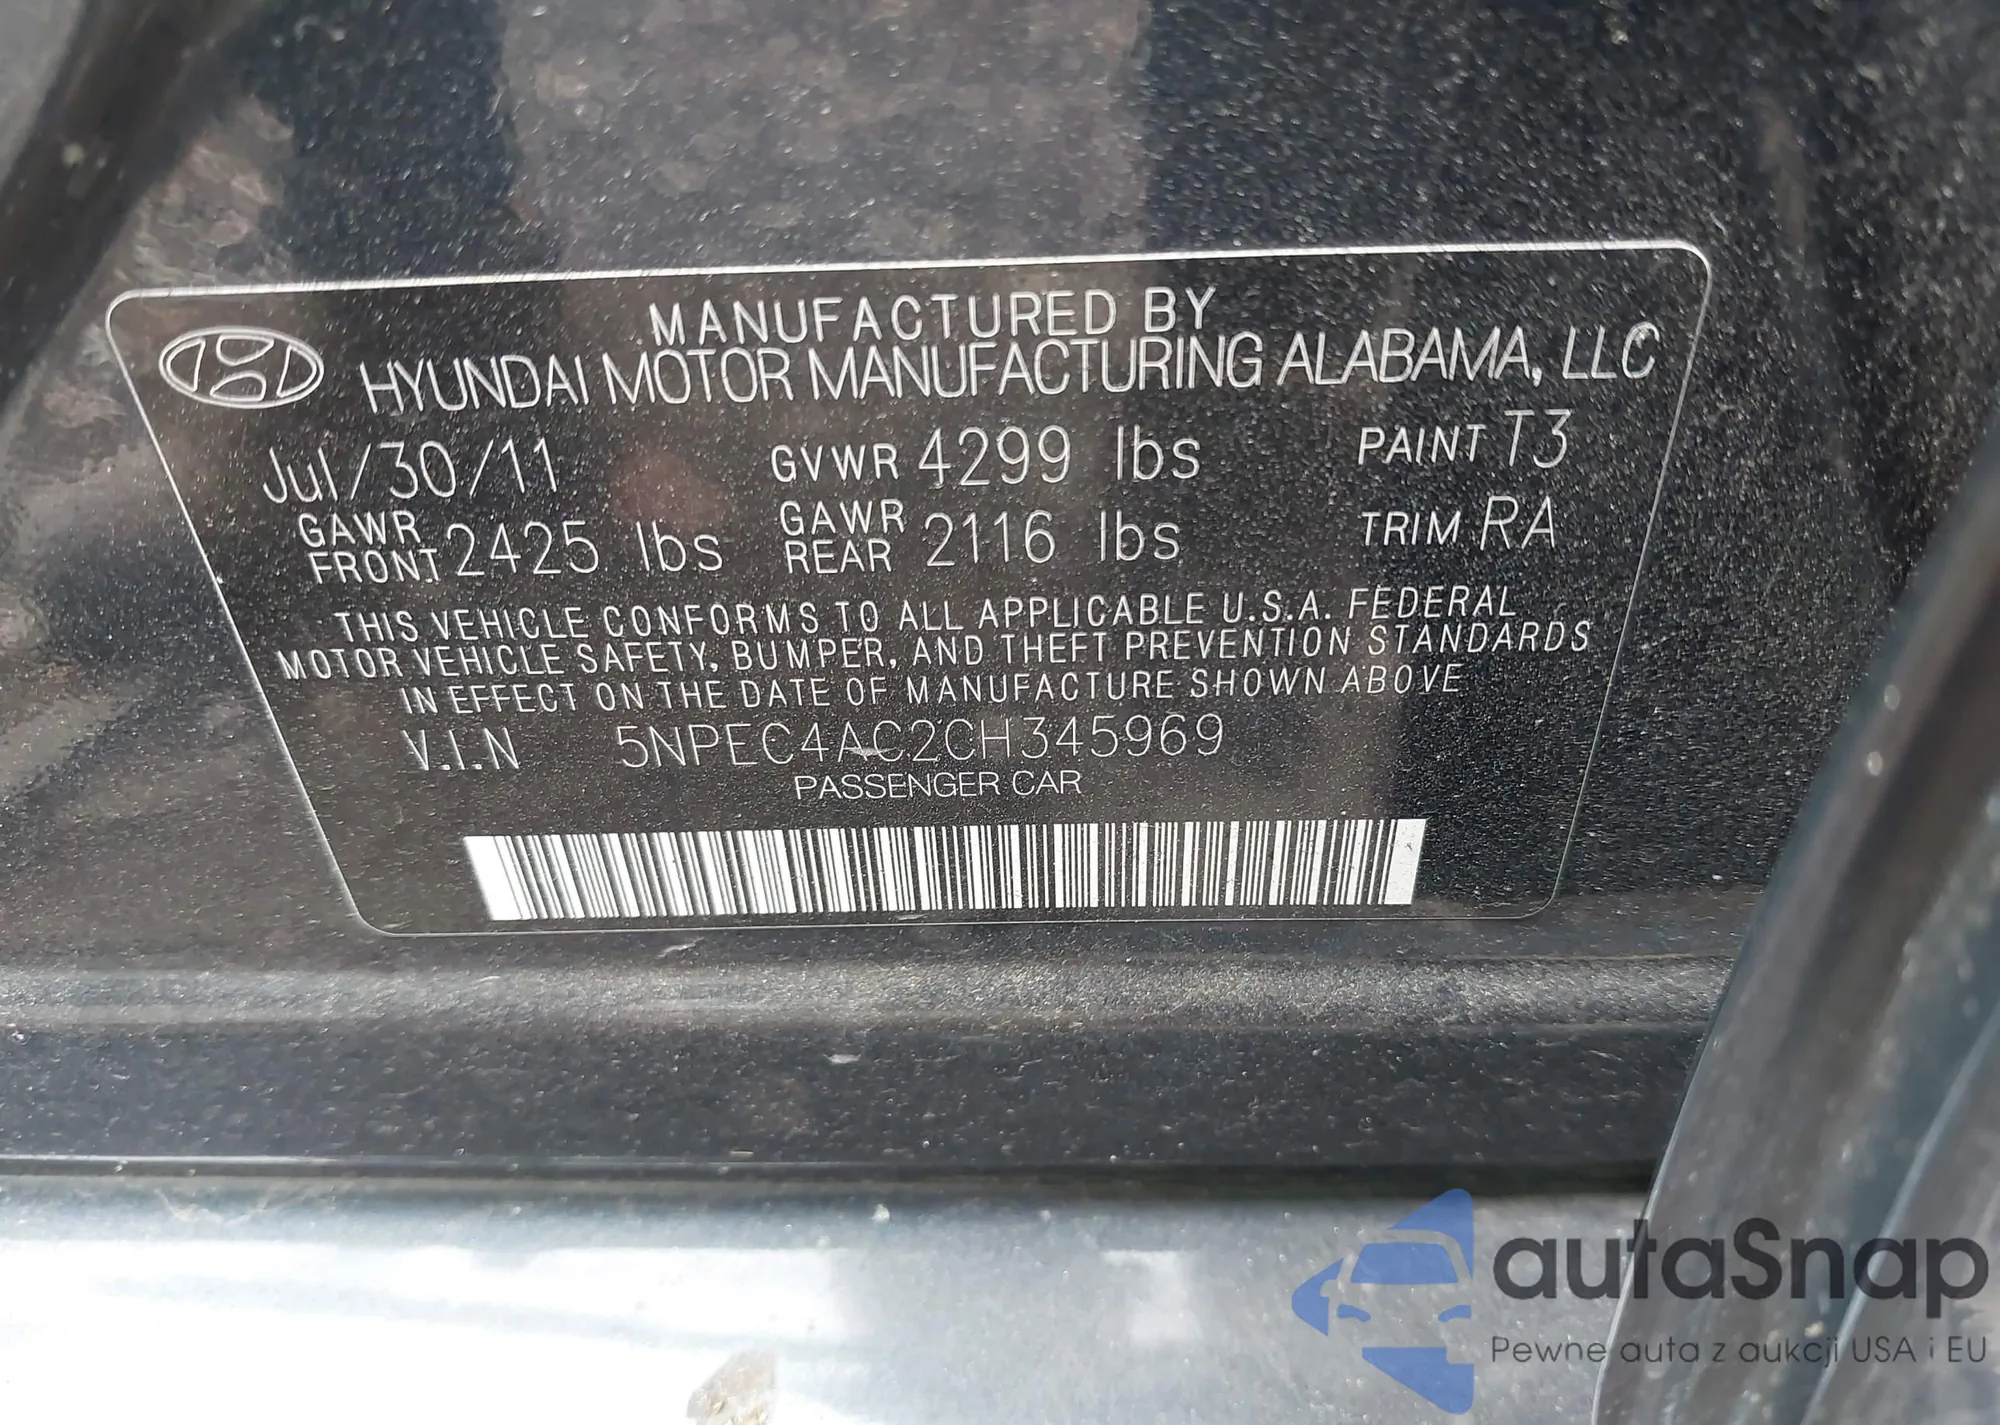 MANUFACTURED BY
HYUNDAI MOTOR MANUFACTURING ALABAMA, LLC
Jul/30/11 GVWR 4299 lbs PAINT T3
GAWR FRONT 2425 lbs GAWR REAR 2116 lbs TRIM RA
THIS VEHICLE CONFORMS TO ALL APPLICABLE U.S.A. FEDERAL
MOTOR VEHICLE SAFETY, BUMPER, AND THEFT PREVENTION STANDARDS
IN EFFECT ON THE DATE OF MANUFACTURE SHOWN ABOVE
V.I.N 5NPEC4AC2CH345969
PASSENGER CAR
autaSnap
Pewne auta z aukcji USA i EU